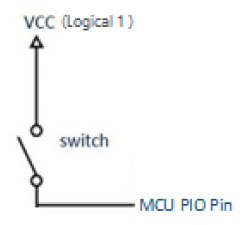 VCC (Logical 1)
switch
MCU PIO Pin